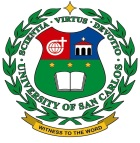 SCIENTIA • VIRTUS • DEVOTIO
UNIVERSITY OF SAN CARLOS
WITNESS TO THE WORD